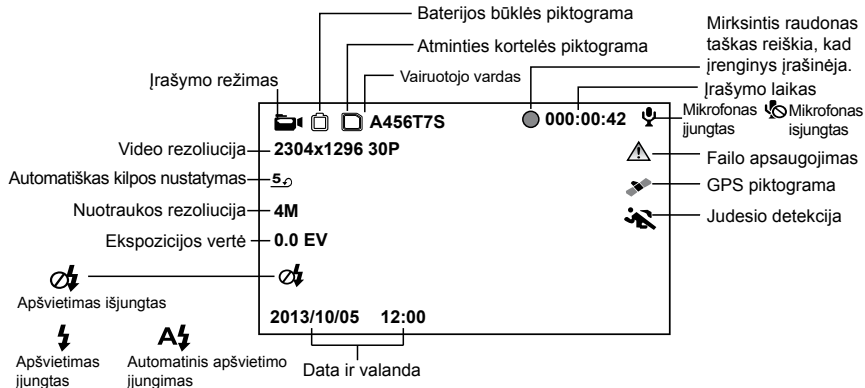 Baterijos būklės piktograma
Atminties kortelės piktograma
Vairuotojo vardas
Įrašymo režimas
Mirksintis raudonas
taškas reiškia, kad
įrenginys įrašinėja.
Įrašymo laikas
A456T7S
000:00:42
Mikrofonas
įjungtas
Mikrofonas
isjungtas
Video rezoliucija
2304x1296 30P
Failo apsaugojimas
Automatiškas kilpos nustatymas
5
GPS piktograma
Nuotraukos rezoliucija
4M
Judesio detekcija
Ekspozicijos vertė
0.0 EV
Apšvietimas išjungtas
2013/10/05 12:00
A
Apšvietimas
įjungtas
Automatinis apšvietimo
įjungimas
Data ir valanda